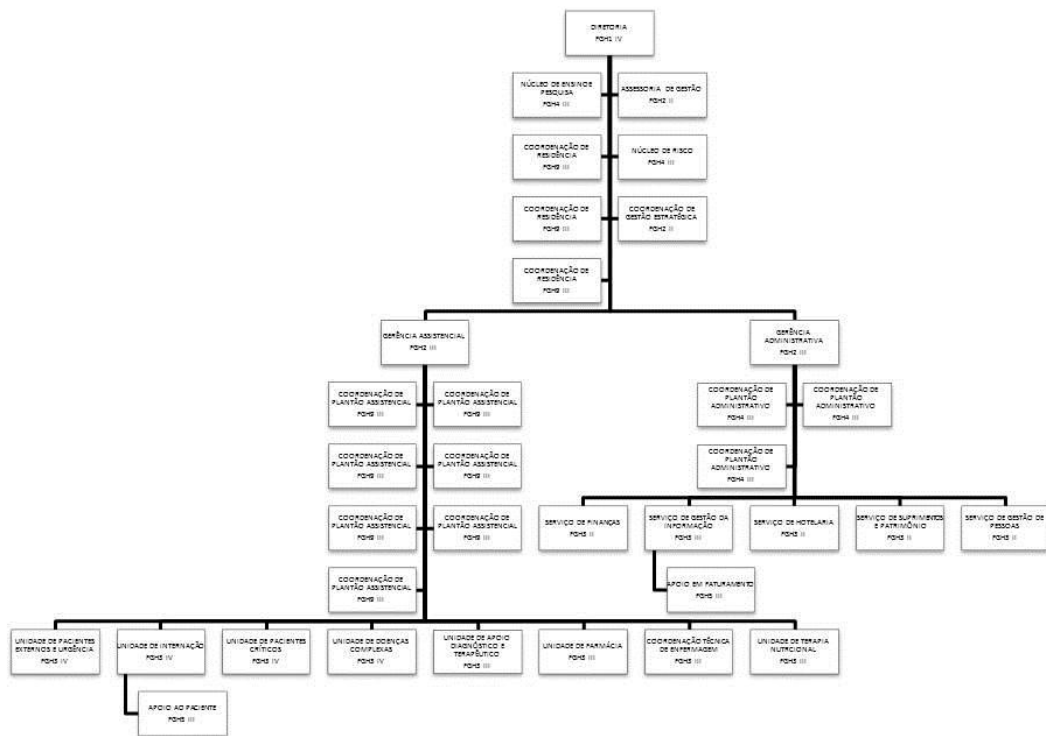 DIRETORIA
FGH1 IV
NÚCLEO DE ENSINO E
PESQUISA
FGH4 III
ASSESSORIA DE GESTÃO
FGH2 II
COORDENAÇÃO DE
RESIDÊNCIA
FGH9 III
NÚCLEO DE RISCO
FGH4 III
COORDENAÇÃO DE
RESIDÊNCIA
FGH9 III
COORDENAÇÃO DE
GESTÃO ESTRATÉGICA
FGH2 II
COORDENAÇÃO DE
RESIDÊNCIA
FGH9 III
GERÊNCIA ASSISTENCIAL
FGH2 III
GERÊNCIA
ADMINISTRATIVA
FGH2 III
COORDENAÇÃO DE
PLANTÃO ASSISTENCIAL
FGH9 III
COORDENAÇÃO DE
PLANTÃO ASSISTENCIAL
FGH9 III
COORDENAÇÃO DE
PLANTÃO
ADMINISTRATIVO
FGH4 III
COORDENAÇÃO DE
PLANTÃO
ADMINISTRATIVO
FGH4 III
COORDENAÇÃO DE
PLANTÃO ASSISTENCIAL
FGH9 III
COORDENAÇÃO DE
PLANTÃO ASSISTENCIAL
FGH9 III
COORDENAÇÃO DE
PLANTÃO
ADMINISTRATIVO
FGH4 III
COORDENAÇÃO DE
PLANTÃO ASSISTENCIAL
FGH9 III
COORDENAÇÃO DE
PLANTÃO ASSISTENCIAL
FGH9 III
SERVIÇO DE FINANÇAS
FGH3 II
SERVIÇO DE GESTÃO DA
INFORMAÇÃO
FGH3 III
SERVIÇO DE HOTELARIA
FGH3 II
SERVIÇO DE SUPRIMENTOS
E PATRIMÔNIO
FGH3 II
SERVIÇO DE GESTÃO DE
PESSOAS
FGH3 II
COORDENAÇÃO DE
PLANTÃO ASSISTENCIAL
FGH9 III
APOIO EM FATURAMENTO
FGH5 III
UNIDADE DE PACIENTES
EXTERNOS E URGÊNCIA
FGH3 IV
UNIDADE DE INTERNAÇÃO
FGH3 IV
UNIDADE DE PACIENTES
CRÍTICOS
FGH3 IV
UNIDADE DE DOENÇAS
COMPLEXAS
FGH3 IV
UNIDADE DE APOIO
DIAGNÓSTICO E
TERAPÊUTICO
FGH3 III
UNIDADE DE FARMÁCIA
FGH3 III
COORDENAÇÃO TÉCNICA
DE ENFERMAGEM
FGH3 III
UNIDADE DE TERAPIA
NUTRICIONAL
FGH3 III
APOIO AO PACIENTE
FGH5 III